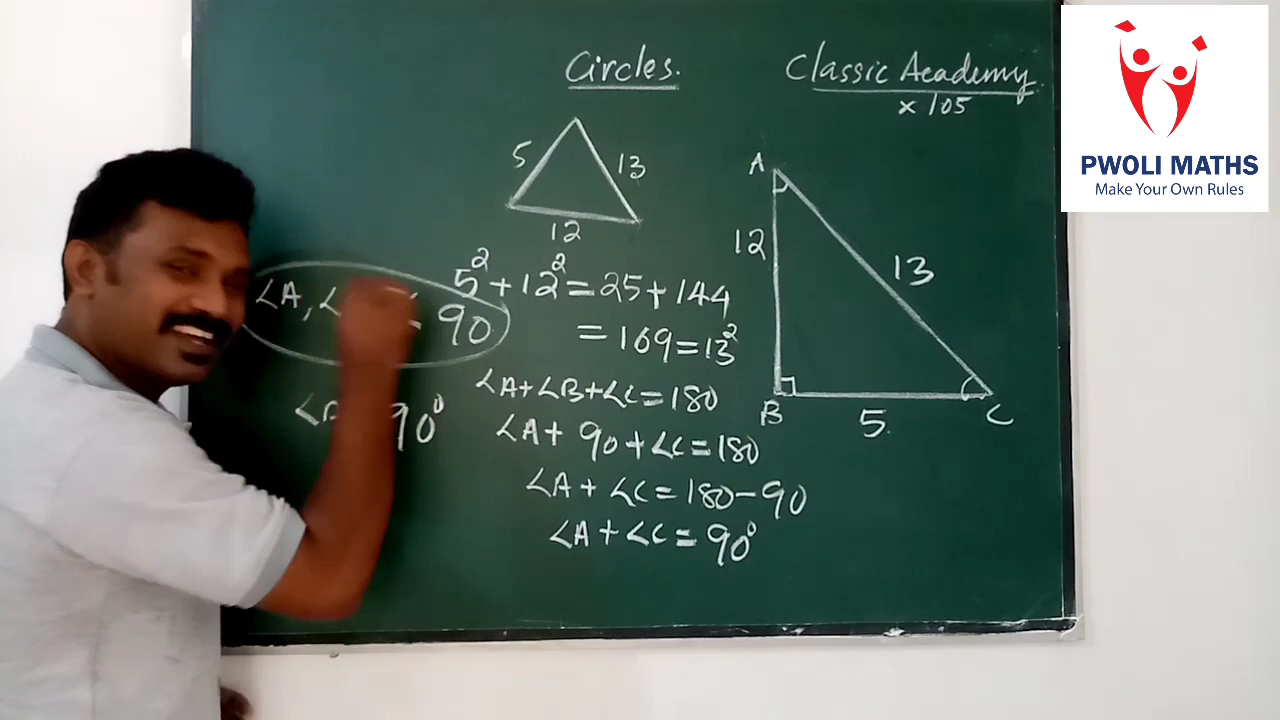 Circles.
Classic Academy
x 105
PWOLI MATHS
Make Your Own Rules
5
13
12
A
12
13
B
5
C
5² + 12² = 25 + 144
= 169 = 13²
∠A, ∠
90
∠A+∠B+∠C=180
90°
∠A+ 90+∠C=180
∠A+ ∠C=180-90
∠A+∠C= 90°